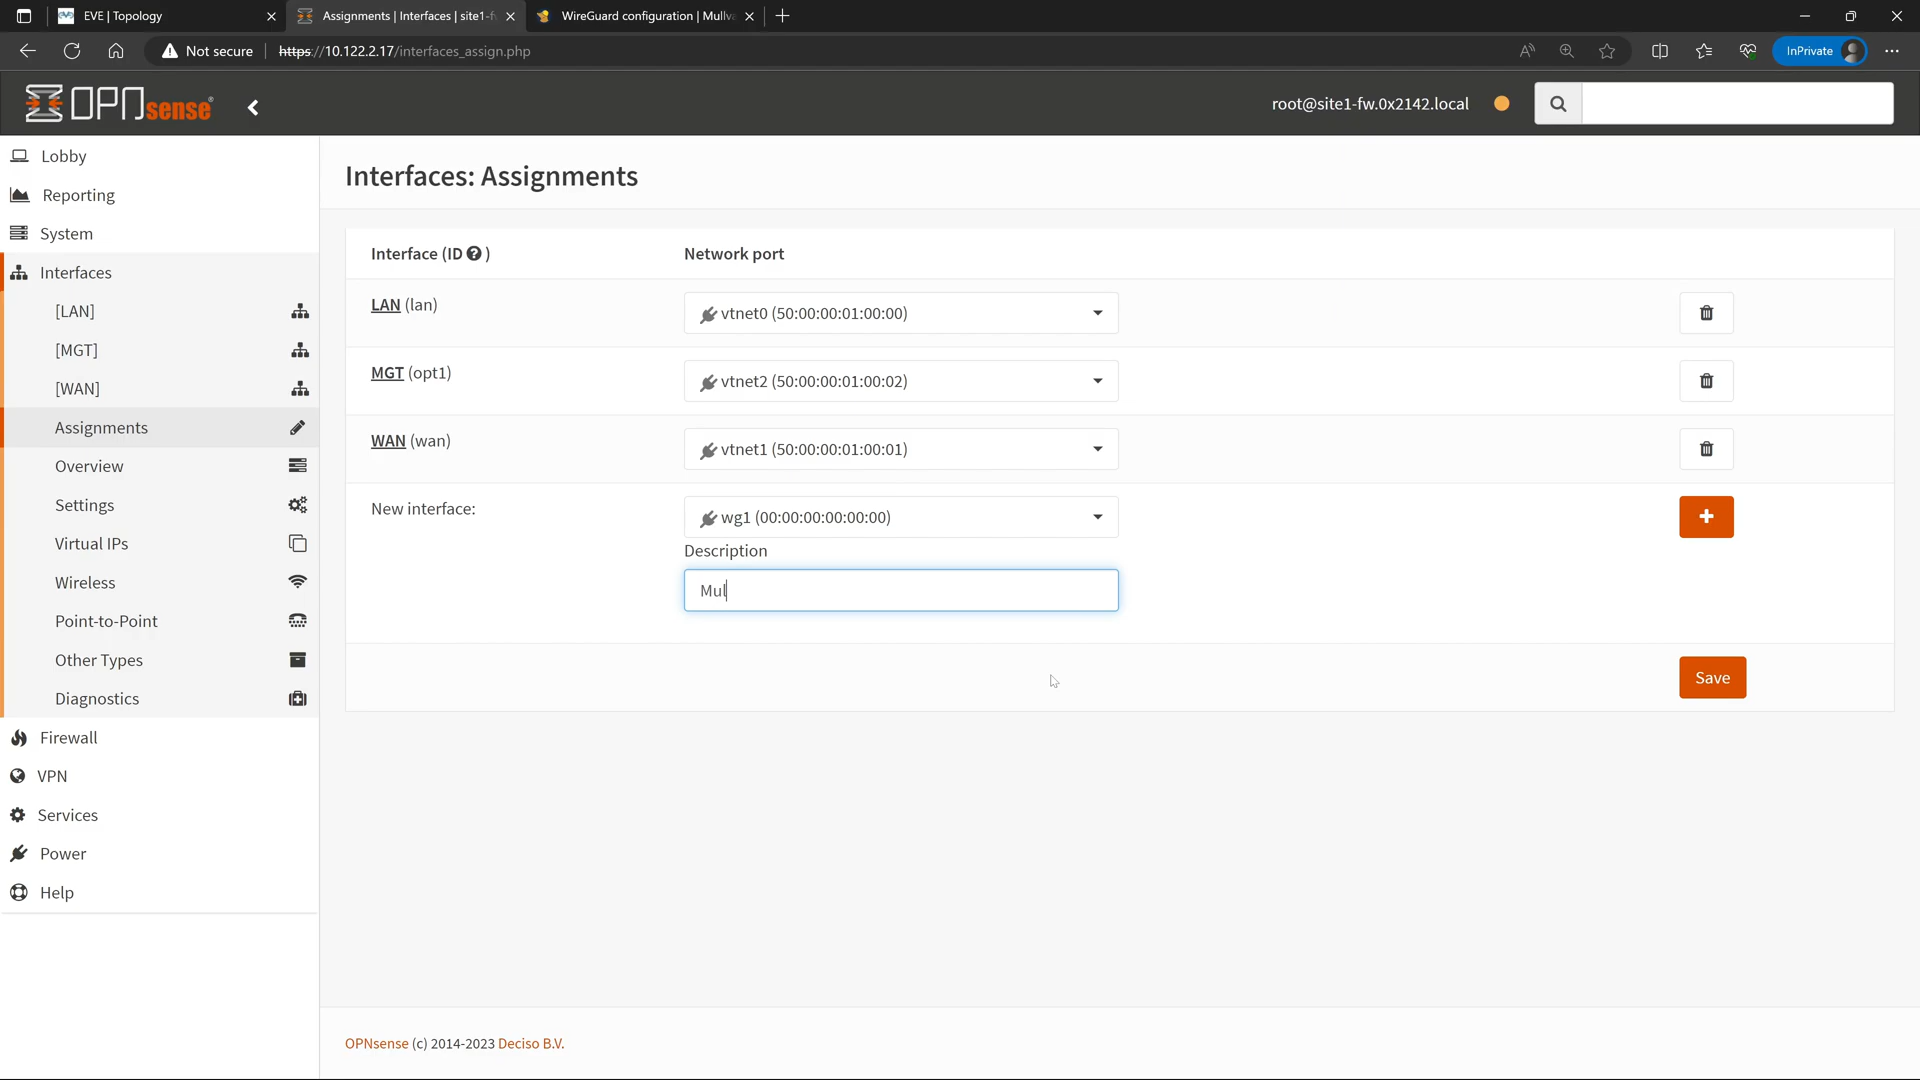 EVE | Topology
Assignments | Interfaces | site1-f
WireGuard configuration | Mullv
Not secure
https://10.122.2.17/interfaces_assign.php
InPrivate
OPNsense
root@site1-fw.0x2142.local
Lobby
Reporting
System
Interfaces
[LAN]
[MGT]
[WAN]
Assignments
Overview
Settings
Virtual IPs
Wireless
Point-to-Point
Other Types
Diagnostics
Firewall
VPN
Services
Power
Help
Interfaces: Assignments
Interface (ID ? )
Network port
LAN (lan)
vtnet0 (50:00:00:01:00:00)
MGT (opt1)
vtnet2 (50:00:00:01:00:02)
WAN (wan)
vtnet1 (50:00:00:01:00:01)
New interface:
wg1 (00:00:00:00:00:00)
Description
Mul
Save
OPNsense (c) 2014-2023 Deciso B.V.